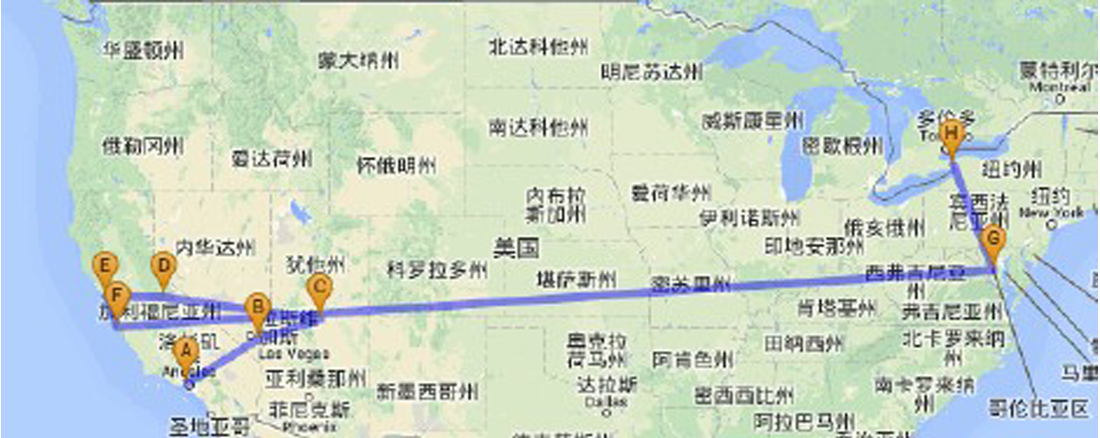 华盛顿州
蒙大纳州
北达科他州
明尼苏达州
蒙特利尔
Montreal
俄勒冈州
爱达荷州
怀俄明州
南达科他州
威斯康星州
密歇根州
多伦多
H
纽约州
内华达州
犹他州
科罗拉多州
内布拉
斯加州
爱荷华州
美国
伊利诺斯州
印地安那州
俄亥俄州
宾西法
尼亚州
纽约
New York
E
D
F
B
C
G
利福尼亚州
堪萨斯州
密苏里州
西弗吉尼亚
州
肯塔基州
弗吉尼亚州
A
拉斯维
加斯
Las Vegas
奥克拉
荷马州
阿肯色州
田纳西州
北卡罗来纳
州
亚利桑那州
新墨西哥州
达拉斯
Dallas
密西西比州
南卡罗来纳
州
圣地亚哥
菲尼克斯
Phoenix
阿拉巴马州
哥伦比亚区
马里